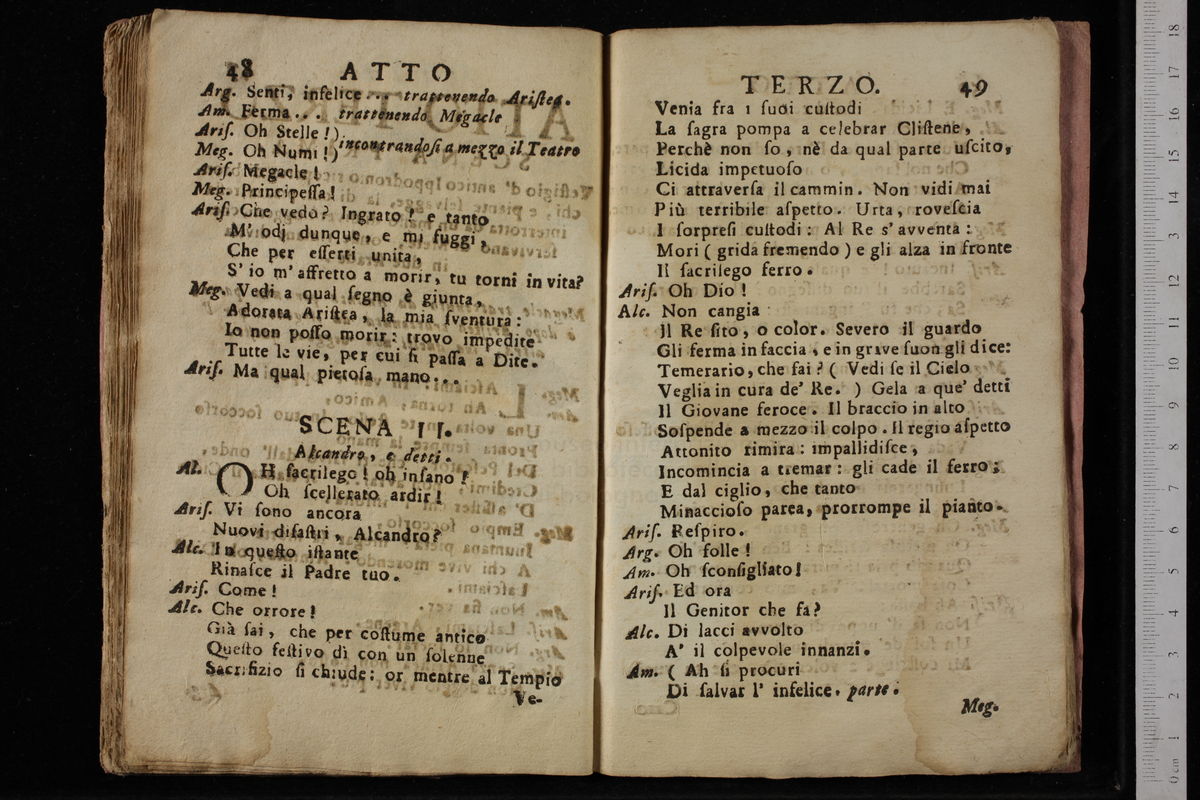 48 ATTO
Arg. Senti, infelice... trattenendo Aristea.
Am. Ferma... trattenendo Megacle
Aris. Oh Stelle!)
Meg. Oh Numi!) incontrandosi a mezzo il Teatro
Aris. Megacle!
Meg. Principessa!
Aris. Che vedo? Ingrato! e tanto
M' odj dunque, e mi fuggi,
Che per esserti unita,
S' io m' affretto a morir, tu torni in vita?
Meg. Vedi a qual segno è giunta,
Adorata Aristea, la mia sventura:
Io non posso morir: trovo impedite
Tutte le vie, per cui si passa a Dite.
Aris. Ma qual pietosa mano...
SCENA II.
Alcandro, e detti.
Al. OH sacrilego! oh insano!
Oh scellerato ardir!
Aris. Vi sono ancora
Nuovi disastri, Alcandro?
Alc. In questo istante
Rinasce il Padre tuo.
Aris. Come!
Alc. Che orrore!
Già sai, che per costume antico
Questo festivo dì con un solenne
Sacrifizio si chiude: or mentre al Tempio
Ve-
TERZO. 49
Venia fra i suoi custodi
La sagra pompa a celebrar Clistene,
Perchè non so, nè da qual parte uscito,
Licida impetuoso
Ci attraversa il cammin. Non vidi mai
Più terribile aspetto. Urta, rovescia
I sorpresi custodi: Al Re s' avventa:
Mori (grida fremendo) e gli alza in fronte
Il sacrilego ferro.
Aris. Oh Dio!
Alc. Non cangia
Il Re sito, o color. Severo il guardo
Gli ferma in faccia, e in grave suon gli dice:
Temerario, che fai? (Vedi se il Cielo
Veglia in cura de' Re.) Gela a que' detti
Il Giovane feroce. Il braccio in alto
Sospende a mezzo il colpo. Il regio aspetto
Attonito rimira: impallidisce,
Incomincia a tremar: gli cade il ferro;
E dal ciglio, che tanto
Minaccioso parea, prorrompe il pianto.
Aris. Respiro.
Arg. Oh folle!
Am. Oh sconsigliato!
Aris. Ed ora
Il Genitor che fa?
Alc. Di lacci avvolto
A' il colpevole innanzi.
Am. (Ah si procuri
Di salvar l' infelice. parte.
Meg.